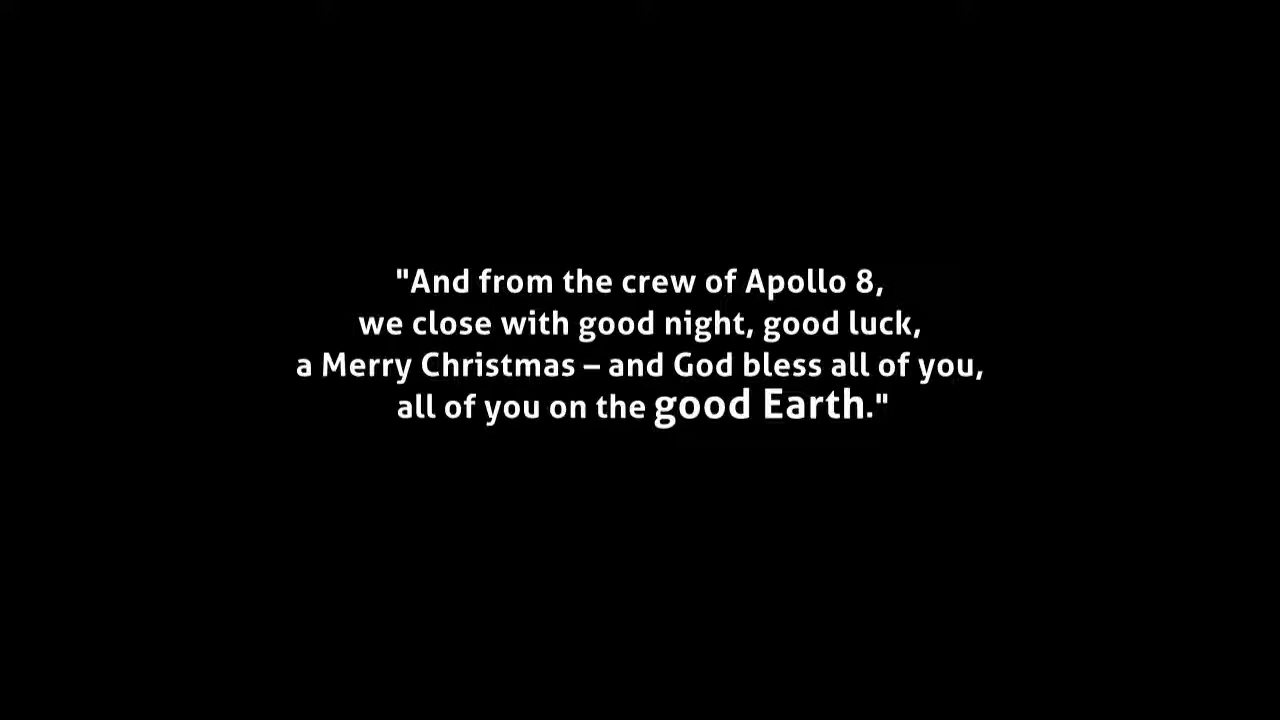 "And from the crew of Apollo 8,
we close with good night, good luck,
a Merry Christmas – and God bless all of you,
all of you on the good Earth."